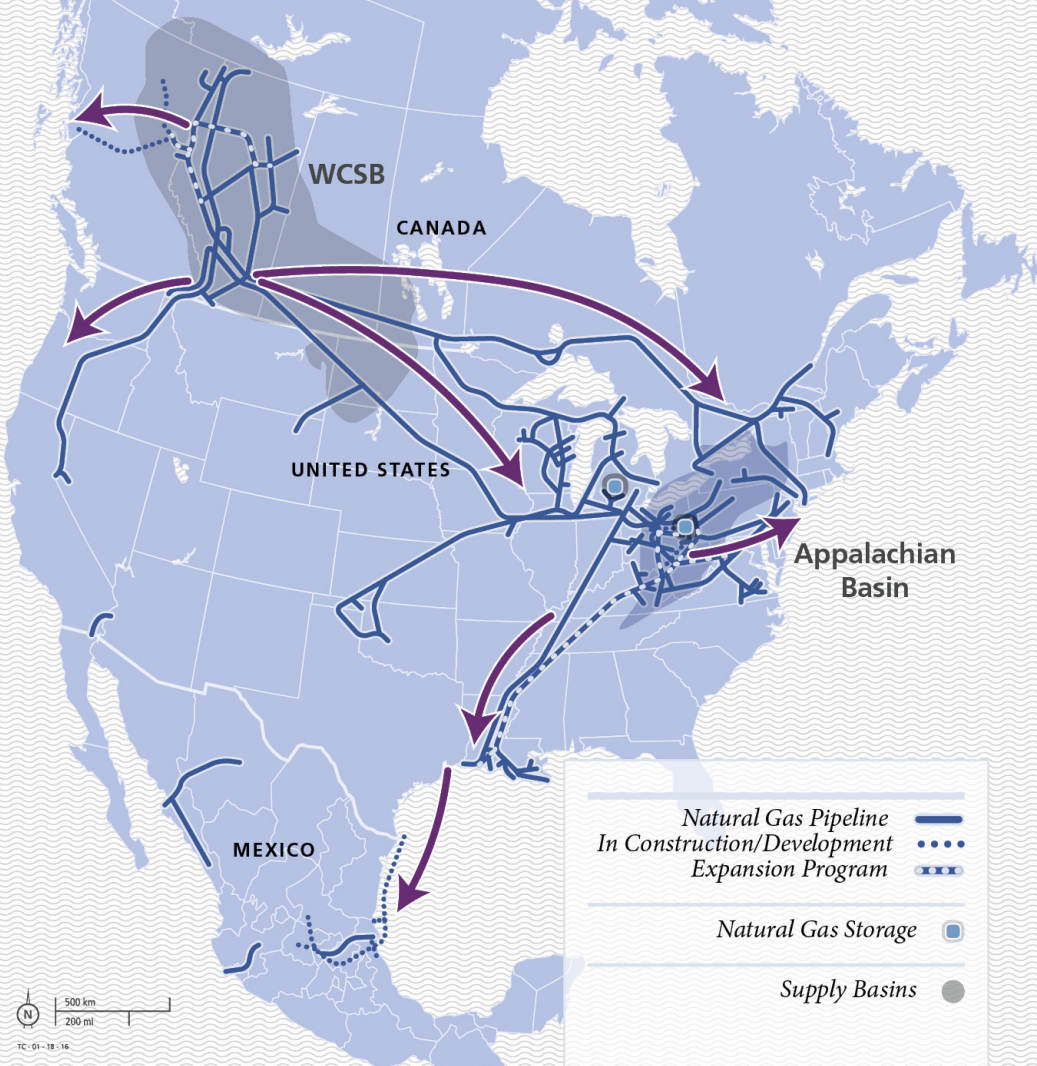 WCSB
CANADA
UNITED STATES
Appalachian
Basin
MEXICO
Natural Gas Pipeline
In Construction/Development
Expansion Program
Natural Gas Storage
Supply Basins
N
500 km
200 mi
TC - 01 - 18 - 16